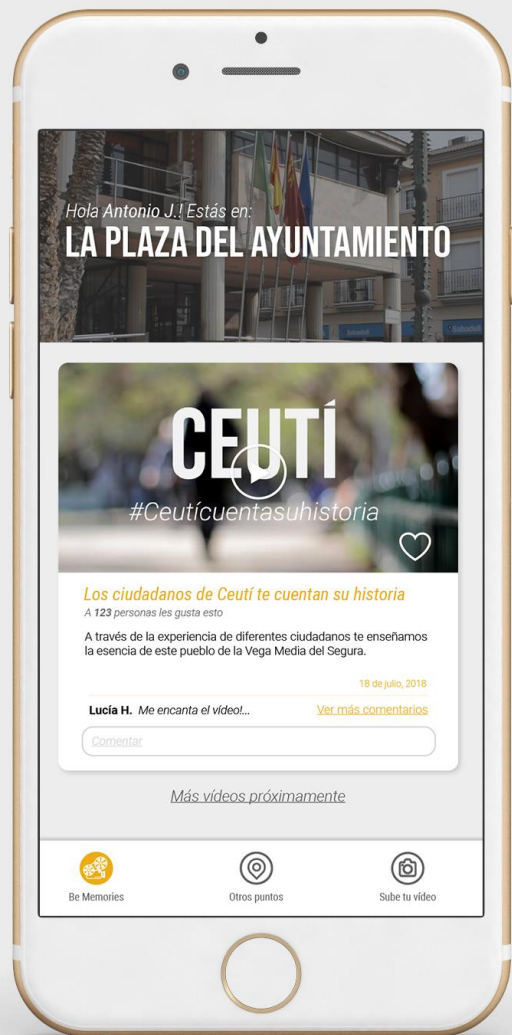 Hola Antonio J.! Estás en:
LA PLAZA DEL AYUNTAMIENTO
Sabadell
Sabadell
CEUTÍ
#Ceutícuentasuhistoria
Los ciudadanos de Ceutí te cuentan su historia
A 123 personas les gusta esto
A través de la experiencia de diferentes ciudadanos te enseñamos
la esencia de este pueblo de la Vega Media del Segura.
18 de julio, 2018
Lucía H. Me encanta el vídeo!... Ver más comentarios
Comentar
Más vídeos próximamente
Be Memories Otros puntos Sube tu vídeo